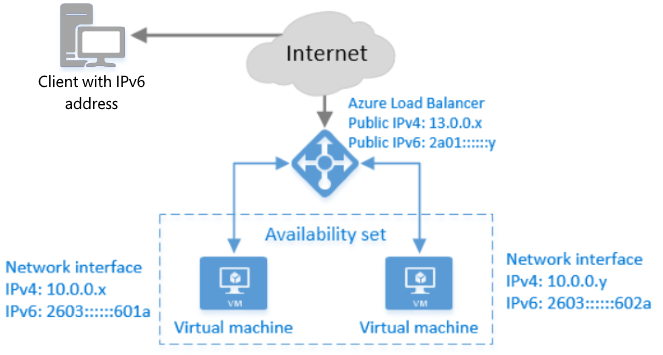 Internet
Client with IPv6
address
Azure Load Balancer
Public IPv4: 13.0.0.x
Public IPv6: 2a01::::::y
Availability set
Network interface
IPv4: 10.0.0.x
IPv6: 2603::::::601a
VM
Virtual machine
VM
Virtual machine
Network interface
IPv4: 10.0.0.y
IPv6: 2603::::::602a